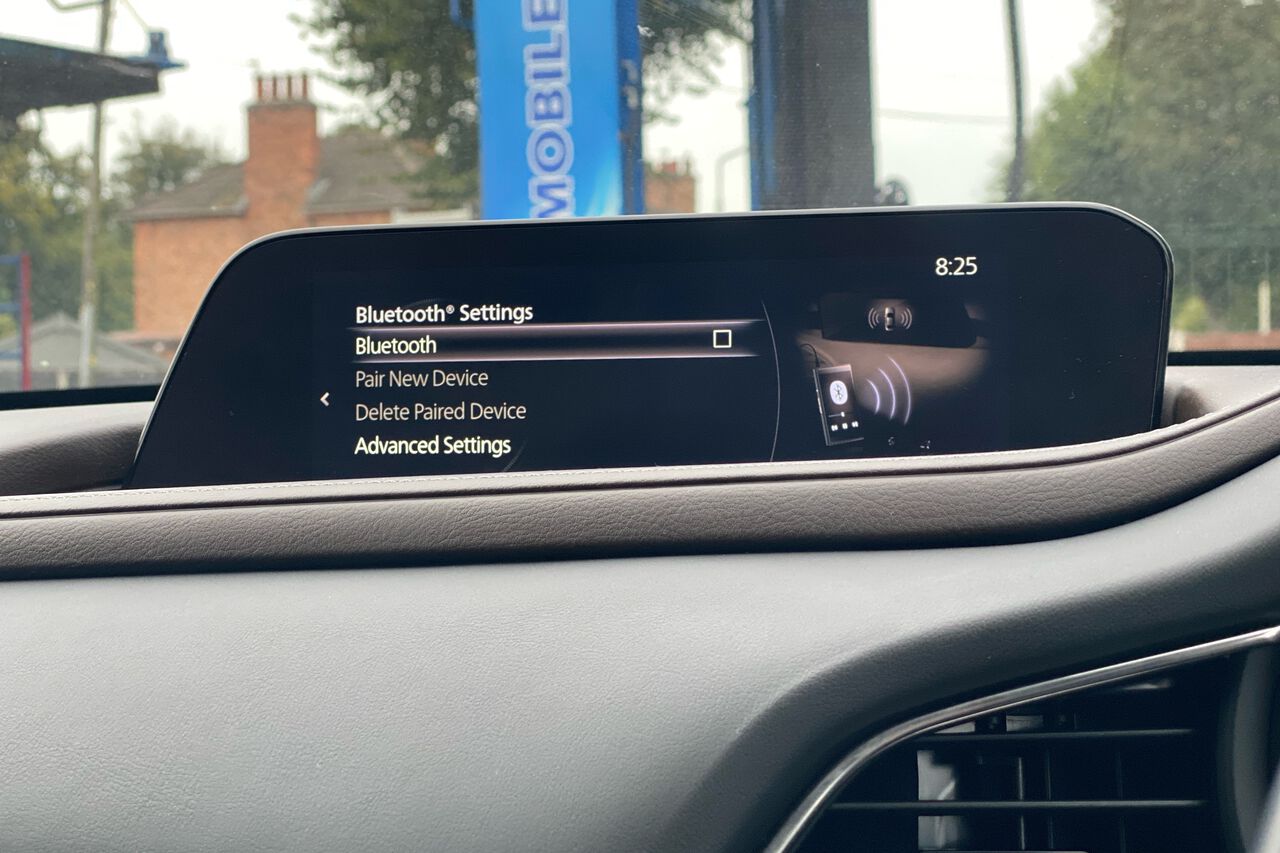 MOBILE
8:25
Bluetooth® Settings
Bluetooth
Pair New Device
Delete Paired Device
Advanced Settings